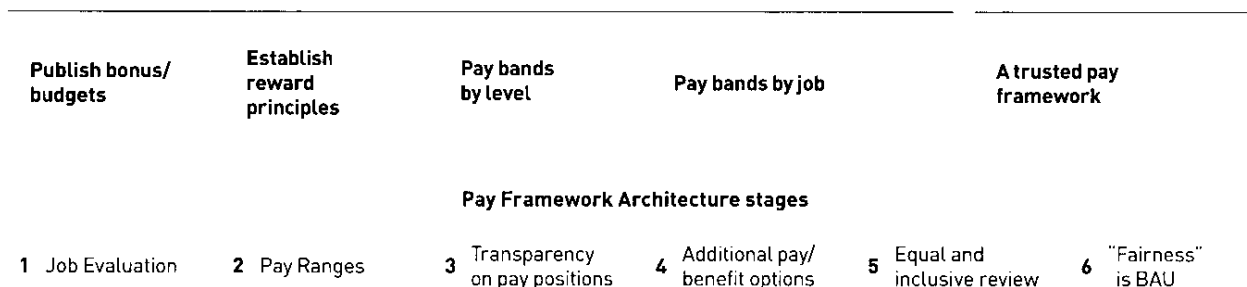 Publish bonus/
budgets
Establish
reward
principles
Pay bands
by level
Pay bands by job
A trusted pay
framework
Pay Framework Architecture stages
1 Job Evaluation
2 Pay Ranges
3 Transparency
on pay positions
4 Additional pay/
benefit options
5 Equal and
inclusive review
6 "Fairness"
is BAU